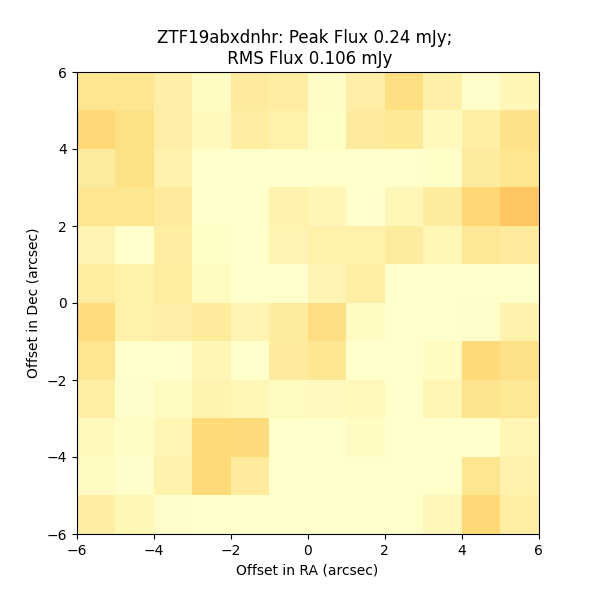 ZTF19abxdnhr: Peak Flux 0.24 mJy;
RMS Flux 0.106 mJy
6
4
2
0
−2
−4
−6
Offset in Dec (arcsec)
−6 −4 −2 0 2 4 6
Offset in RA (arcsec)